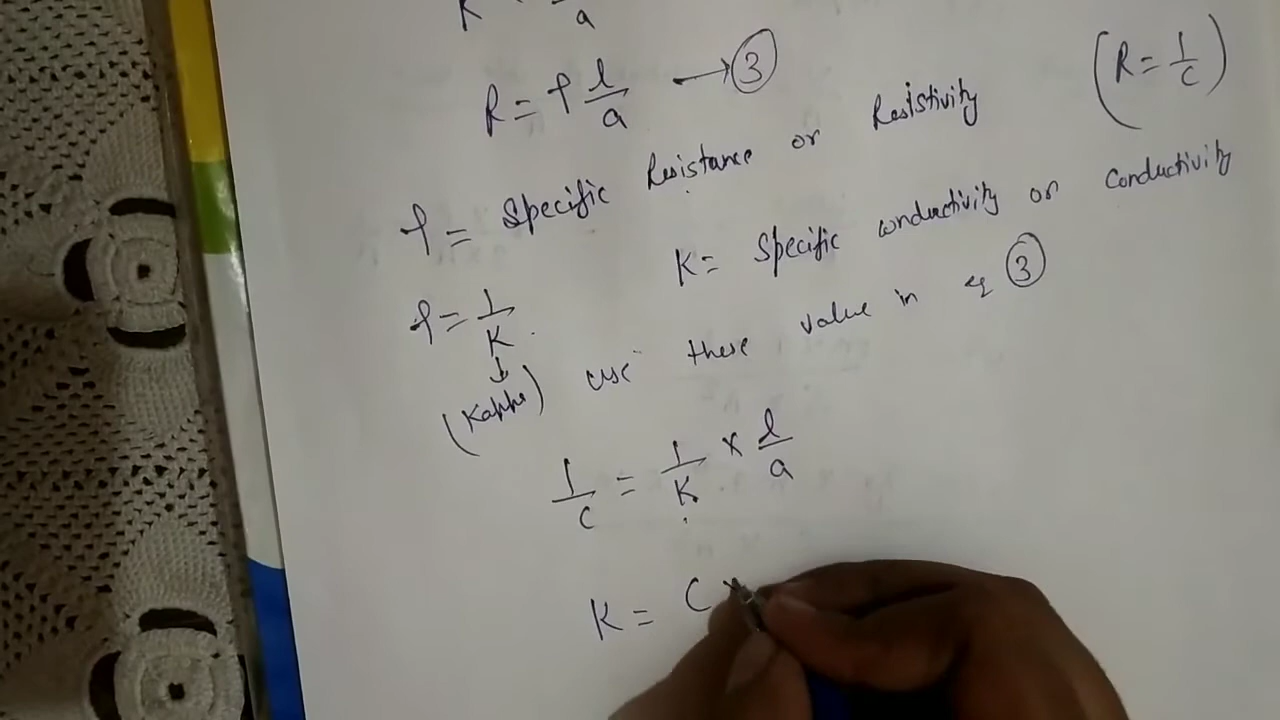 R = ρ l/a → ③
(R = 1/C)
ρ = Specific Resistance or Resistivity
K = Specific conductivity or Conductivity
ρ = 1/K
(Kappa) use these value in eq ③
1/C = 1/K × l/a
K = C ×